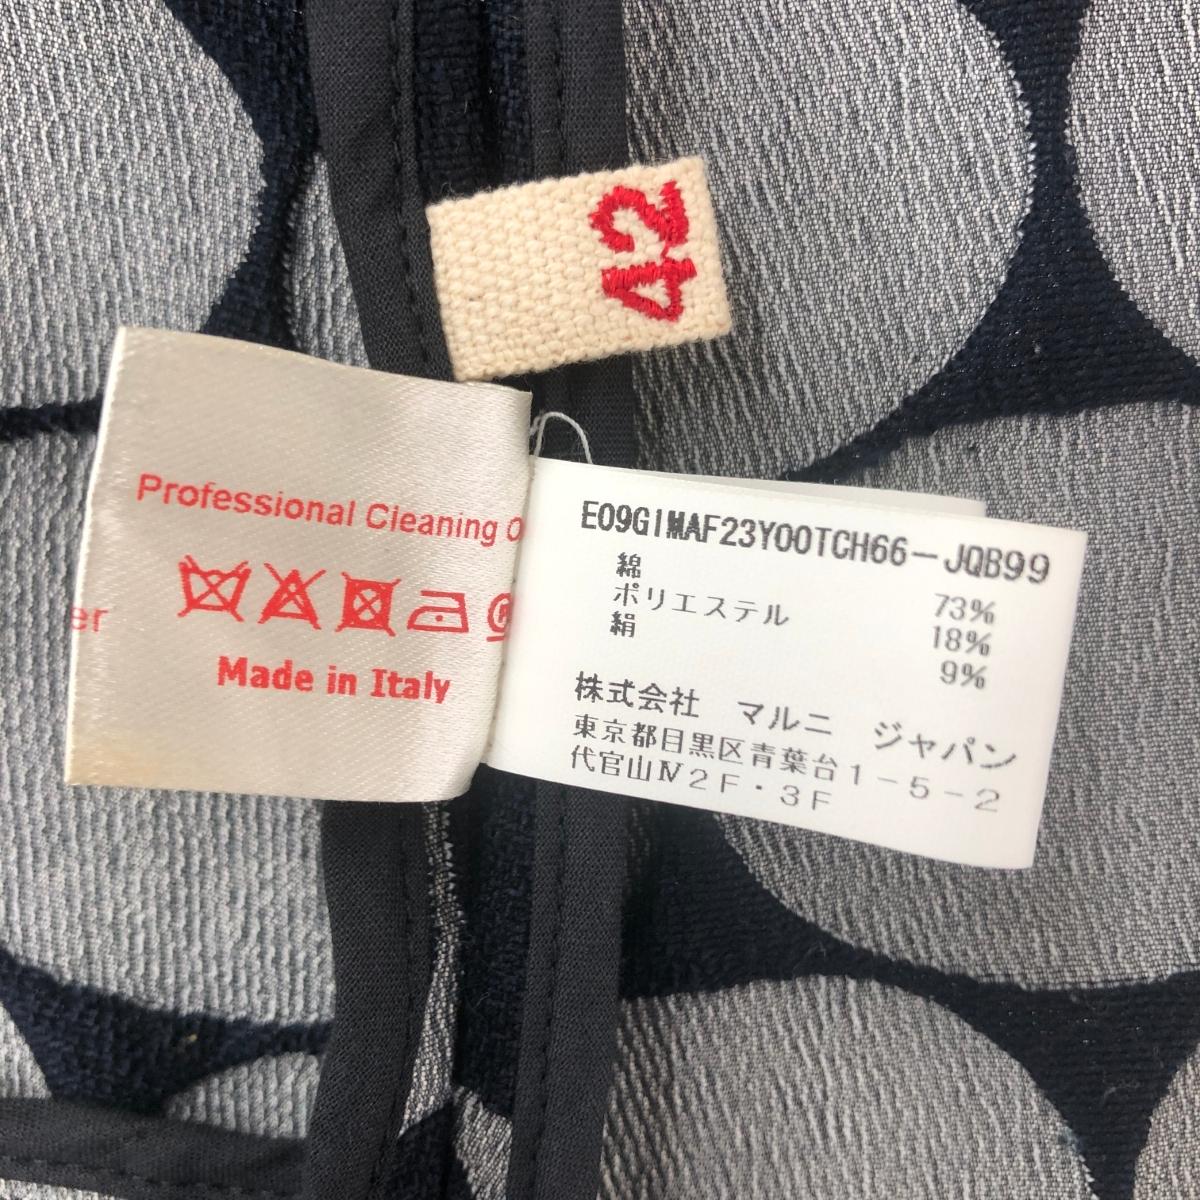 42
Professional Cleaning O
er
Made in Italy
E09GIMAF23Y00TCH66-JQB99
綿 73%
ポリエステル 18%
絹 9%
株式会社 マルニ ジャパン
東京都目黒区青葉台1-5-2
代官山Ⅳ2F・3F